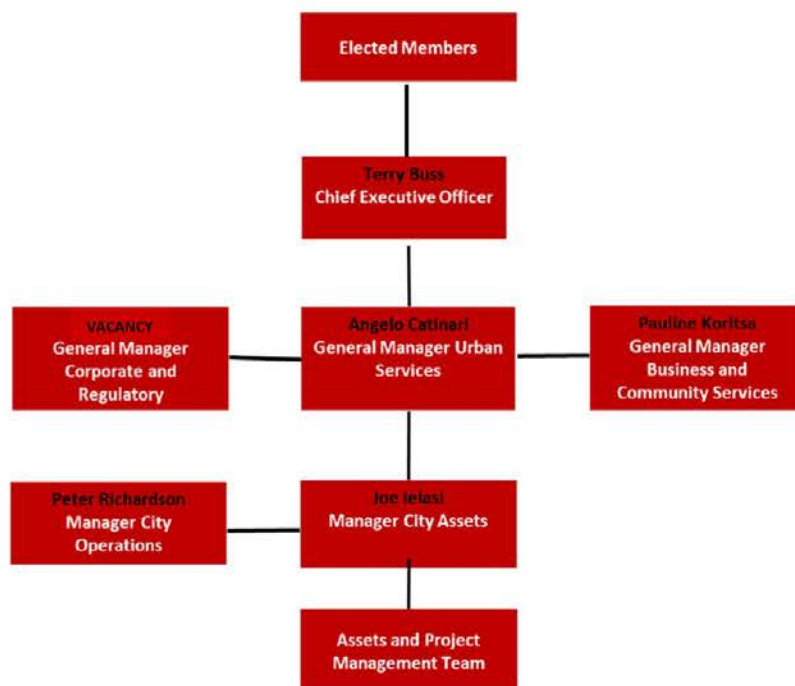 Elected Members
Terry Buss
Chief Executive Officer
VACANCY
General Manager
Corporate and
Regulatory
Angelo Catinari
General Manager Urban
Services
Pauline Koritsa
General Manager
Business and
Community Services
Peter Richardson
Manager City
Operations
Joe Ielasi
Manager City Assets
Assets and Project
Management Team